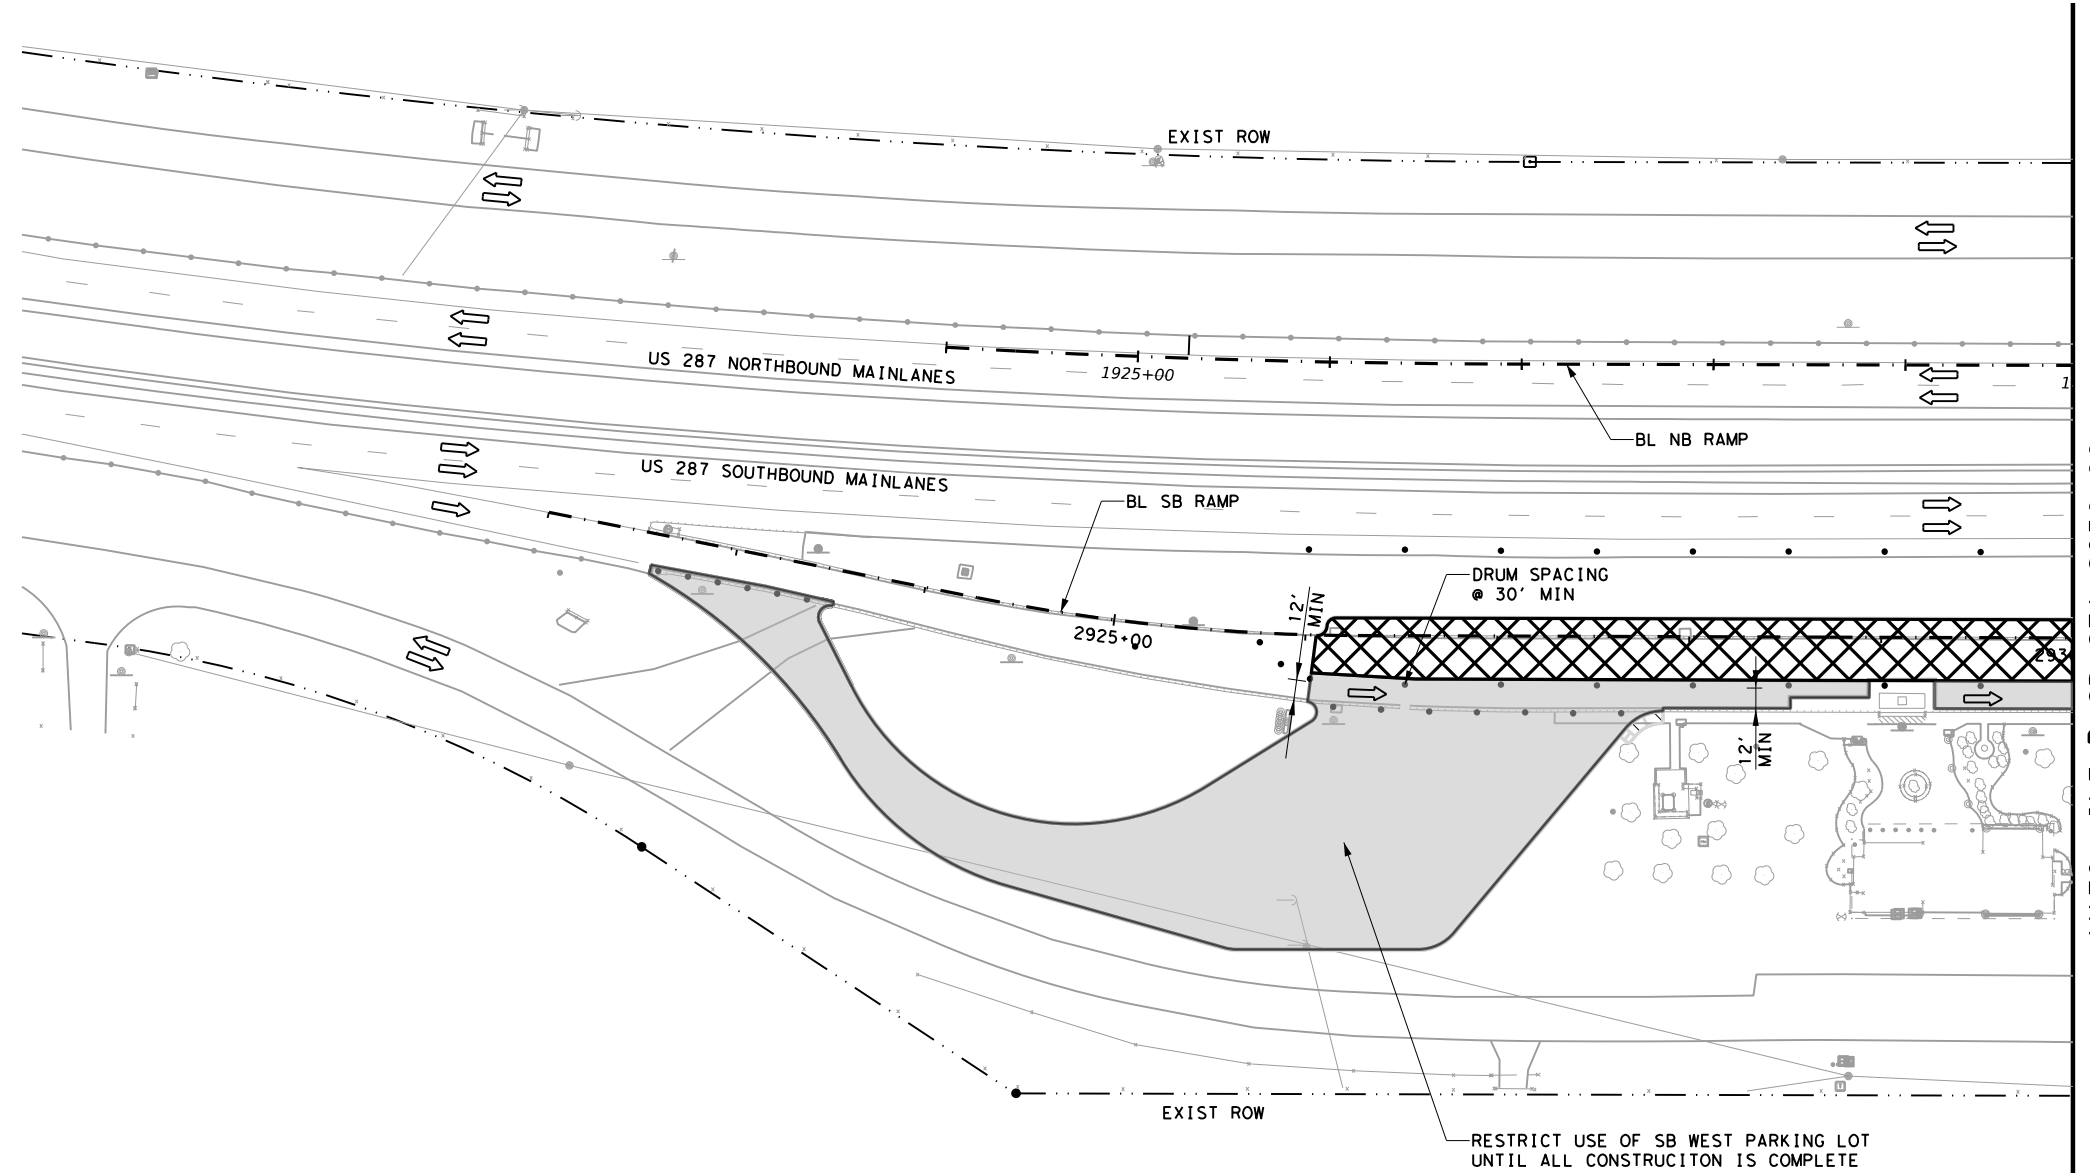 EXIST ROW
US 287 NORTHBOUND MAINLANES
1925+00
1
BL NB RAMP
US 287 SOUTHBOUND MAINLANES
BL SB RAMP
DRUM SPACING
@ 30' MIN
12'
MIN
2925+00
293
12'
MIN
EXIST ROW
RESTRICT USE OF SB WEST PARKING LOT
UNTIL ALL CONSTRUCITON IS COMPLETE